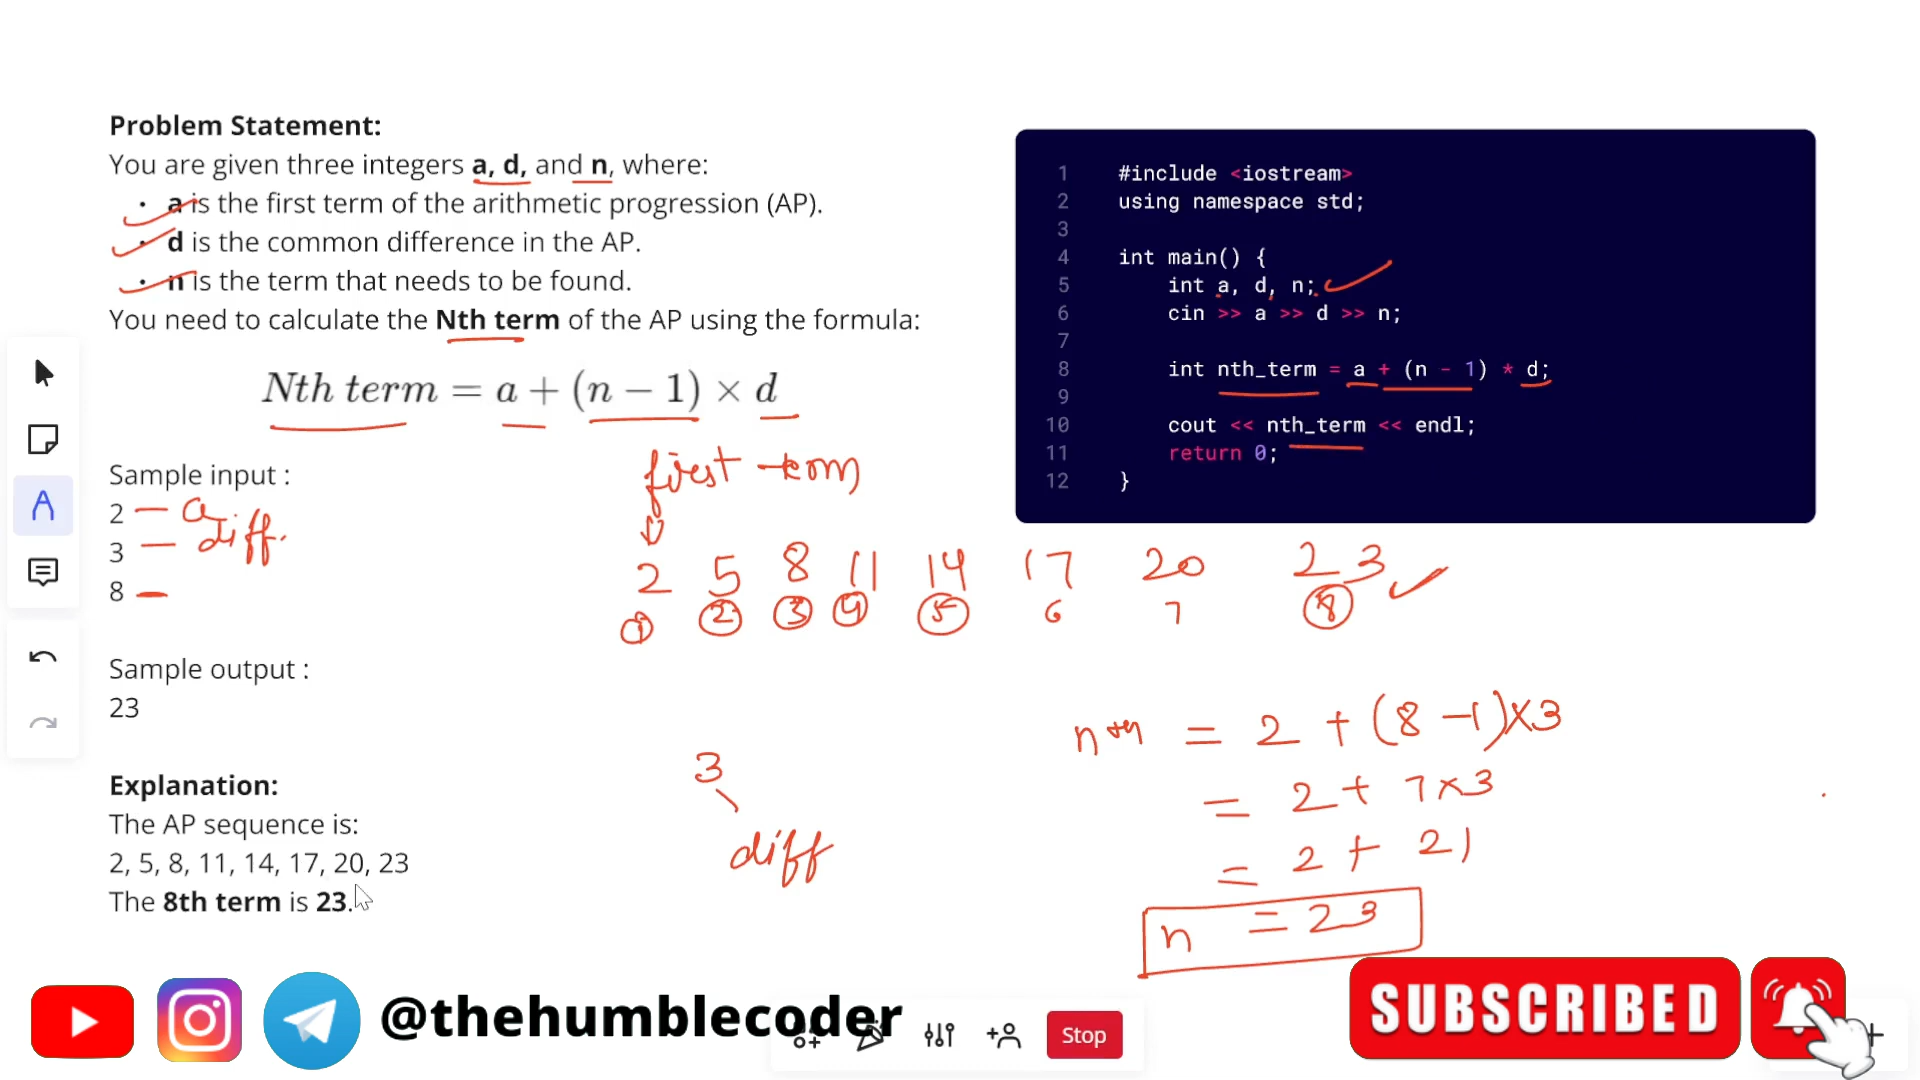 Problem Statement:
You are given three integers a, d, and n, where:
• a is the first term of the arithmetic progression (AP).
• d is the common difference in the AP.
• n is the term that needs to be found.
You need to calculate the Nth term of the AP using the formula:
Nth term = a + (n − 1) × d
Sample input :
2 — a
3 — diff.
8 —
Sample output :
23
Explanation:
The AP sequence is:
2, 5, 8, 11, 14, 17, 20, 23
The 8th term is 23.
first term
2 5 8 11 14 17 20 23
1 2 3 4 5 6 7 8
3
diff
1 #include <iostream>
2 using namespace std;
3
4 int main() {
5 int a, d, n;
6 cin >> a >> d >> n;
7
8 int nth_term = a + (n - 1) * d;
9
10 cout << nth_term << endl;
11 return 0;
12 }
nth = 2 + (8 - 1) x 3
= 2 + 7 x 3
= 2 + 21
n = 23
@thehumblecoder
Stop
SUBSCRIBED